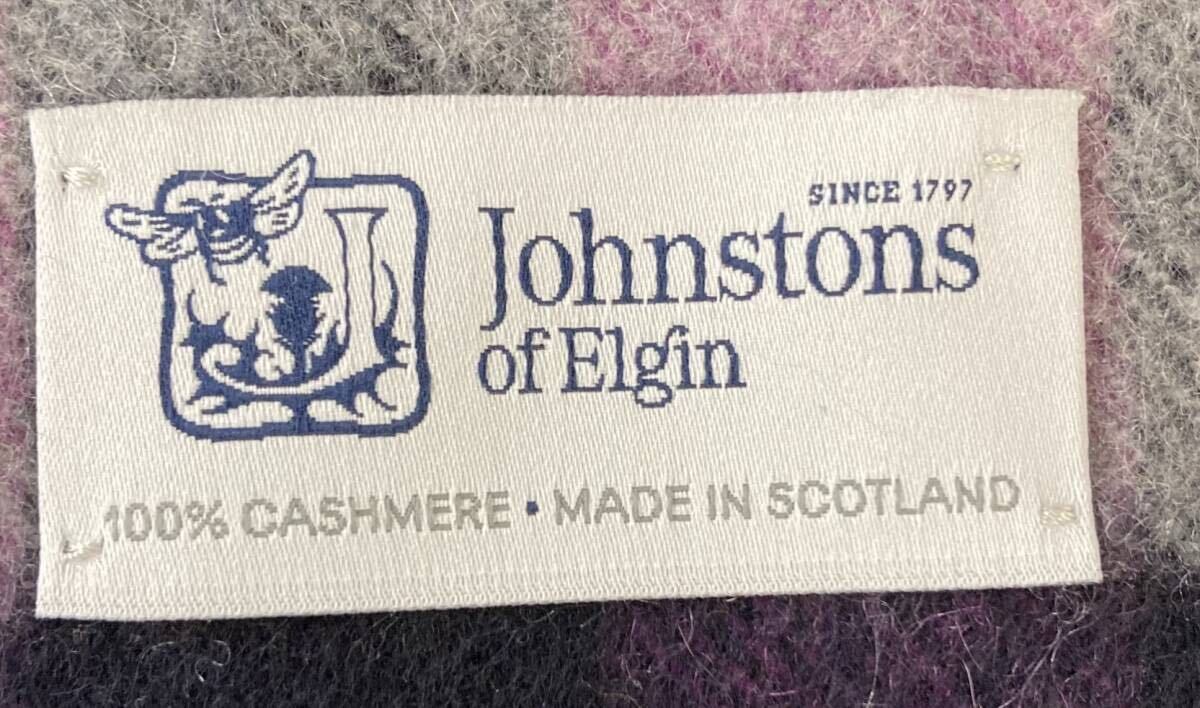 SINCE 1797
Johnstons
of Elgin
100% CASHMERE • MADE IN SCOTLAND